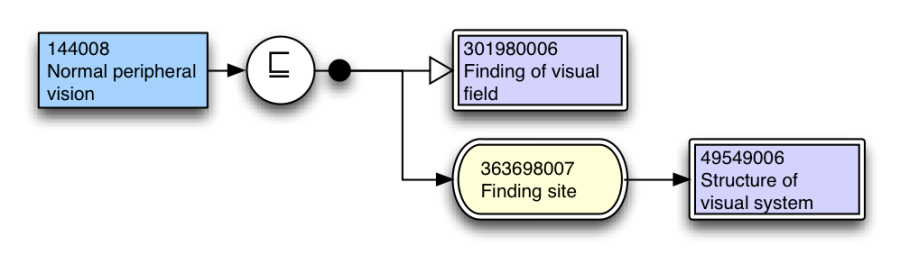 144008
Normal peripheral
vision
⊑
301980006
Finding of visual
field
363698007
Finding site
49549006
Structure of
visual system